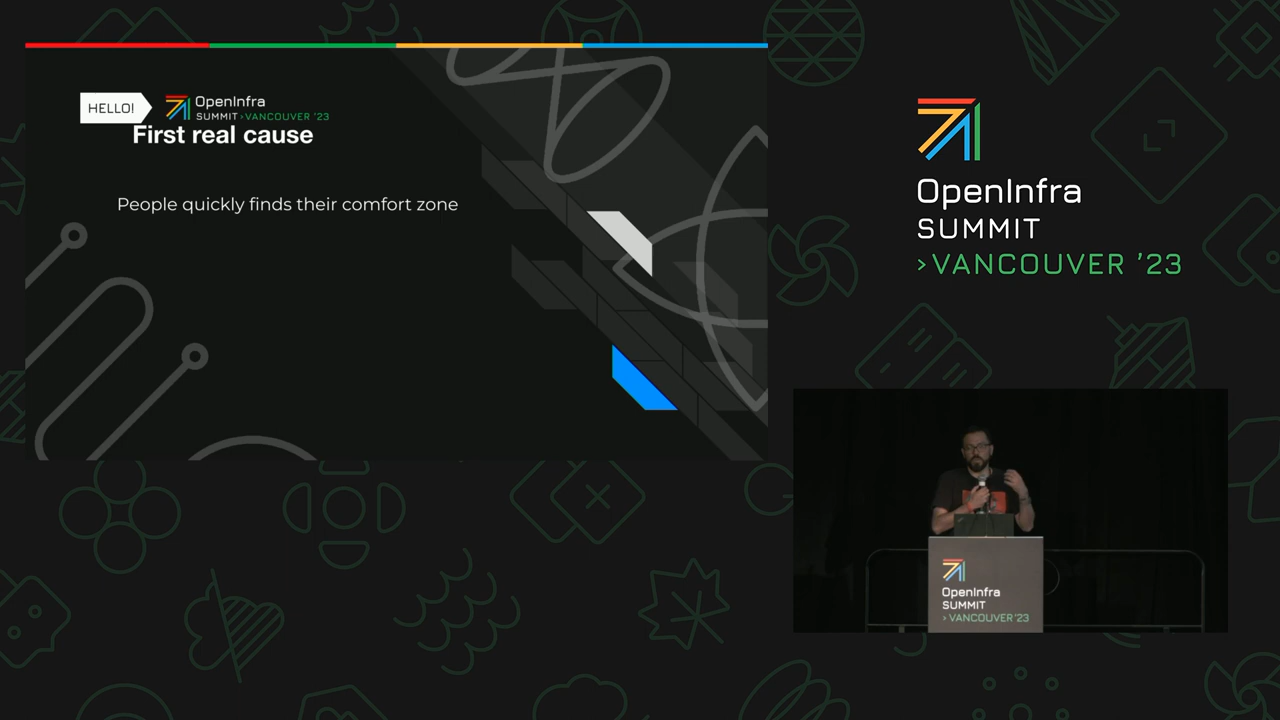 HELLO!
OpenInfra
SUMMIT›VANCOUVER '23
First real cause
People quickly finds their comfort zone
OpenInfra
SUMMIT
›VANCOUVER '23
OpenInfra
SUMMIT
›VANCOUVER '23